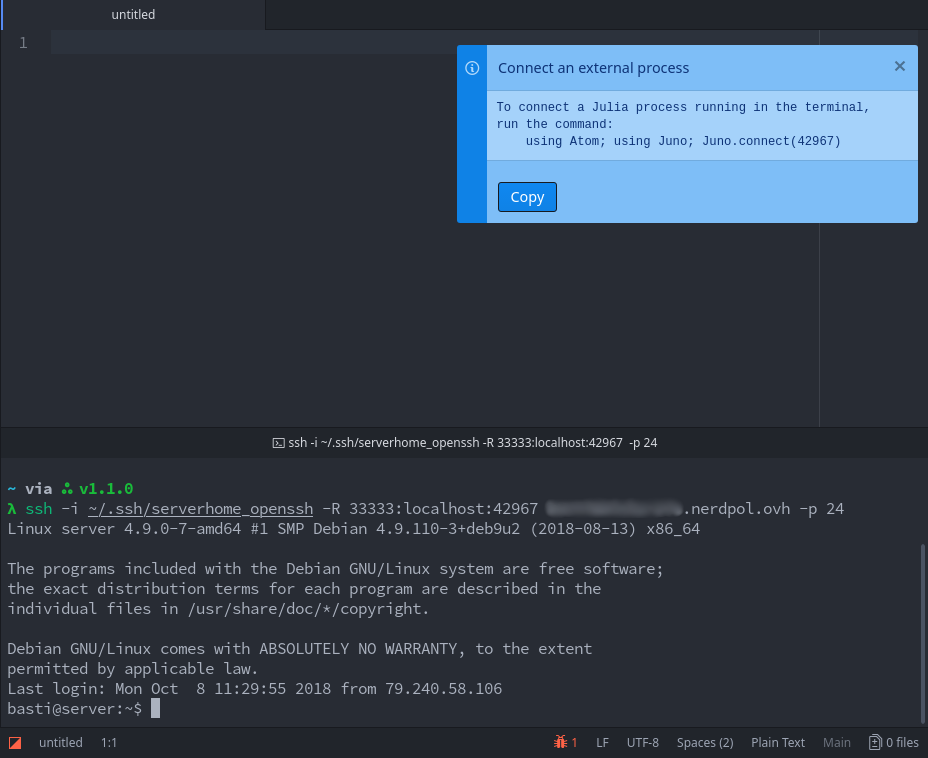 untitled
1
Connect an external process
To connect a Julia process running in the terminal,
run the command:
using Atom; using Juno; Juno.connect(42967)
Copy
ssh -i ~/.ssh/serverhome_openssh -R 33333:localhost:42967 -p 24
~ via v1.1.0
λ ssh -i ~/.ssh/serverhome_openssh -R 33333:localhost:42967 .nerdpol.ovh -p 24
Linux server 4.9.0-7-amd64 #1 SMP Debian 4.9.110-3+deb9u2 (2018-08-13) x86_64
The programs included with the Debian GNU/Linux system are free software;
the exact distribution terms for each program are described in the
individual files in /usr/share/doc/*/copyright.
Debian GNU/Linux comes with ABSOLUTELY NO WARRANTY, to the extent
permitted by applicable law.
Last login: Mon Oct  8 11:29:55 2018 from 79.240.58.106
basti@server:~$
untitled 1:1 1 LF UTF-8 Spaces (2) Plain Text Main 0 files